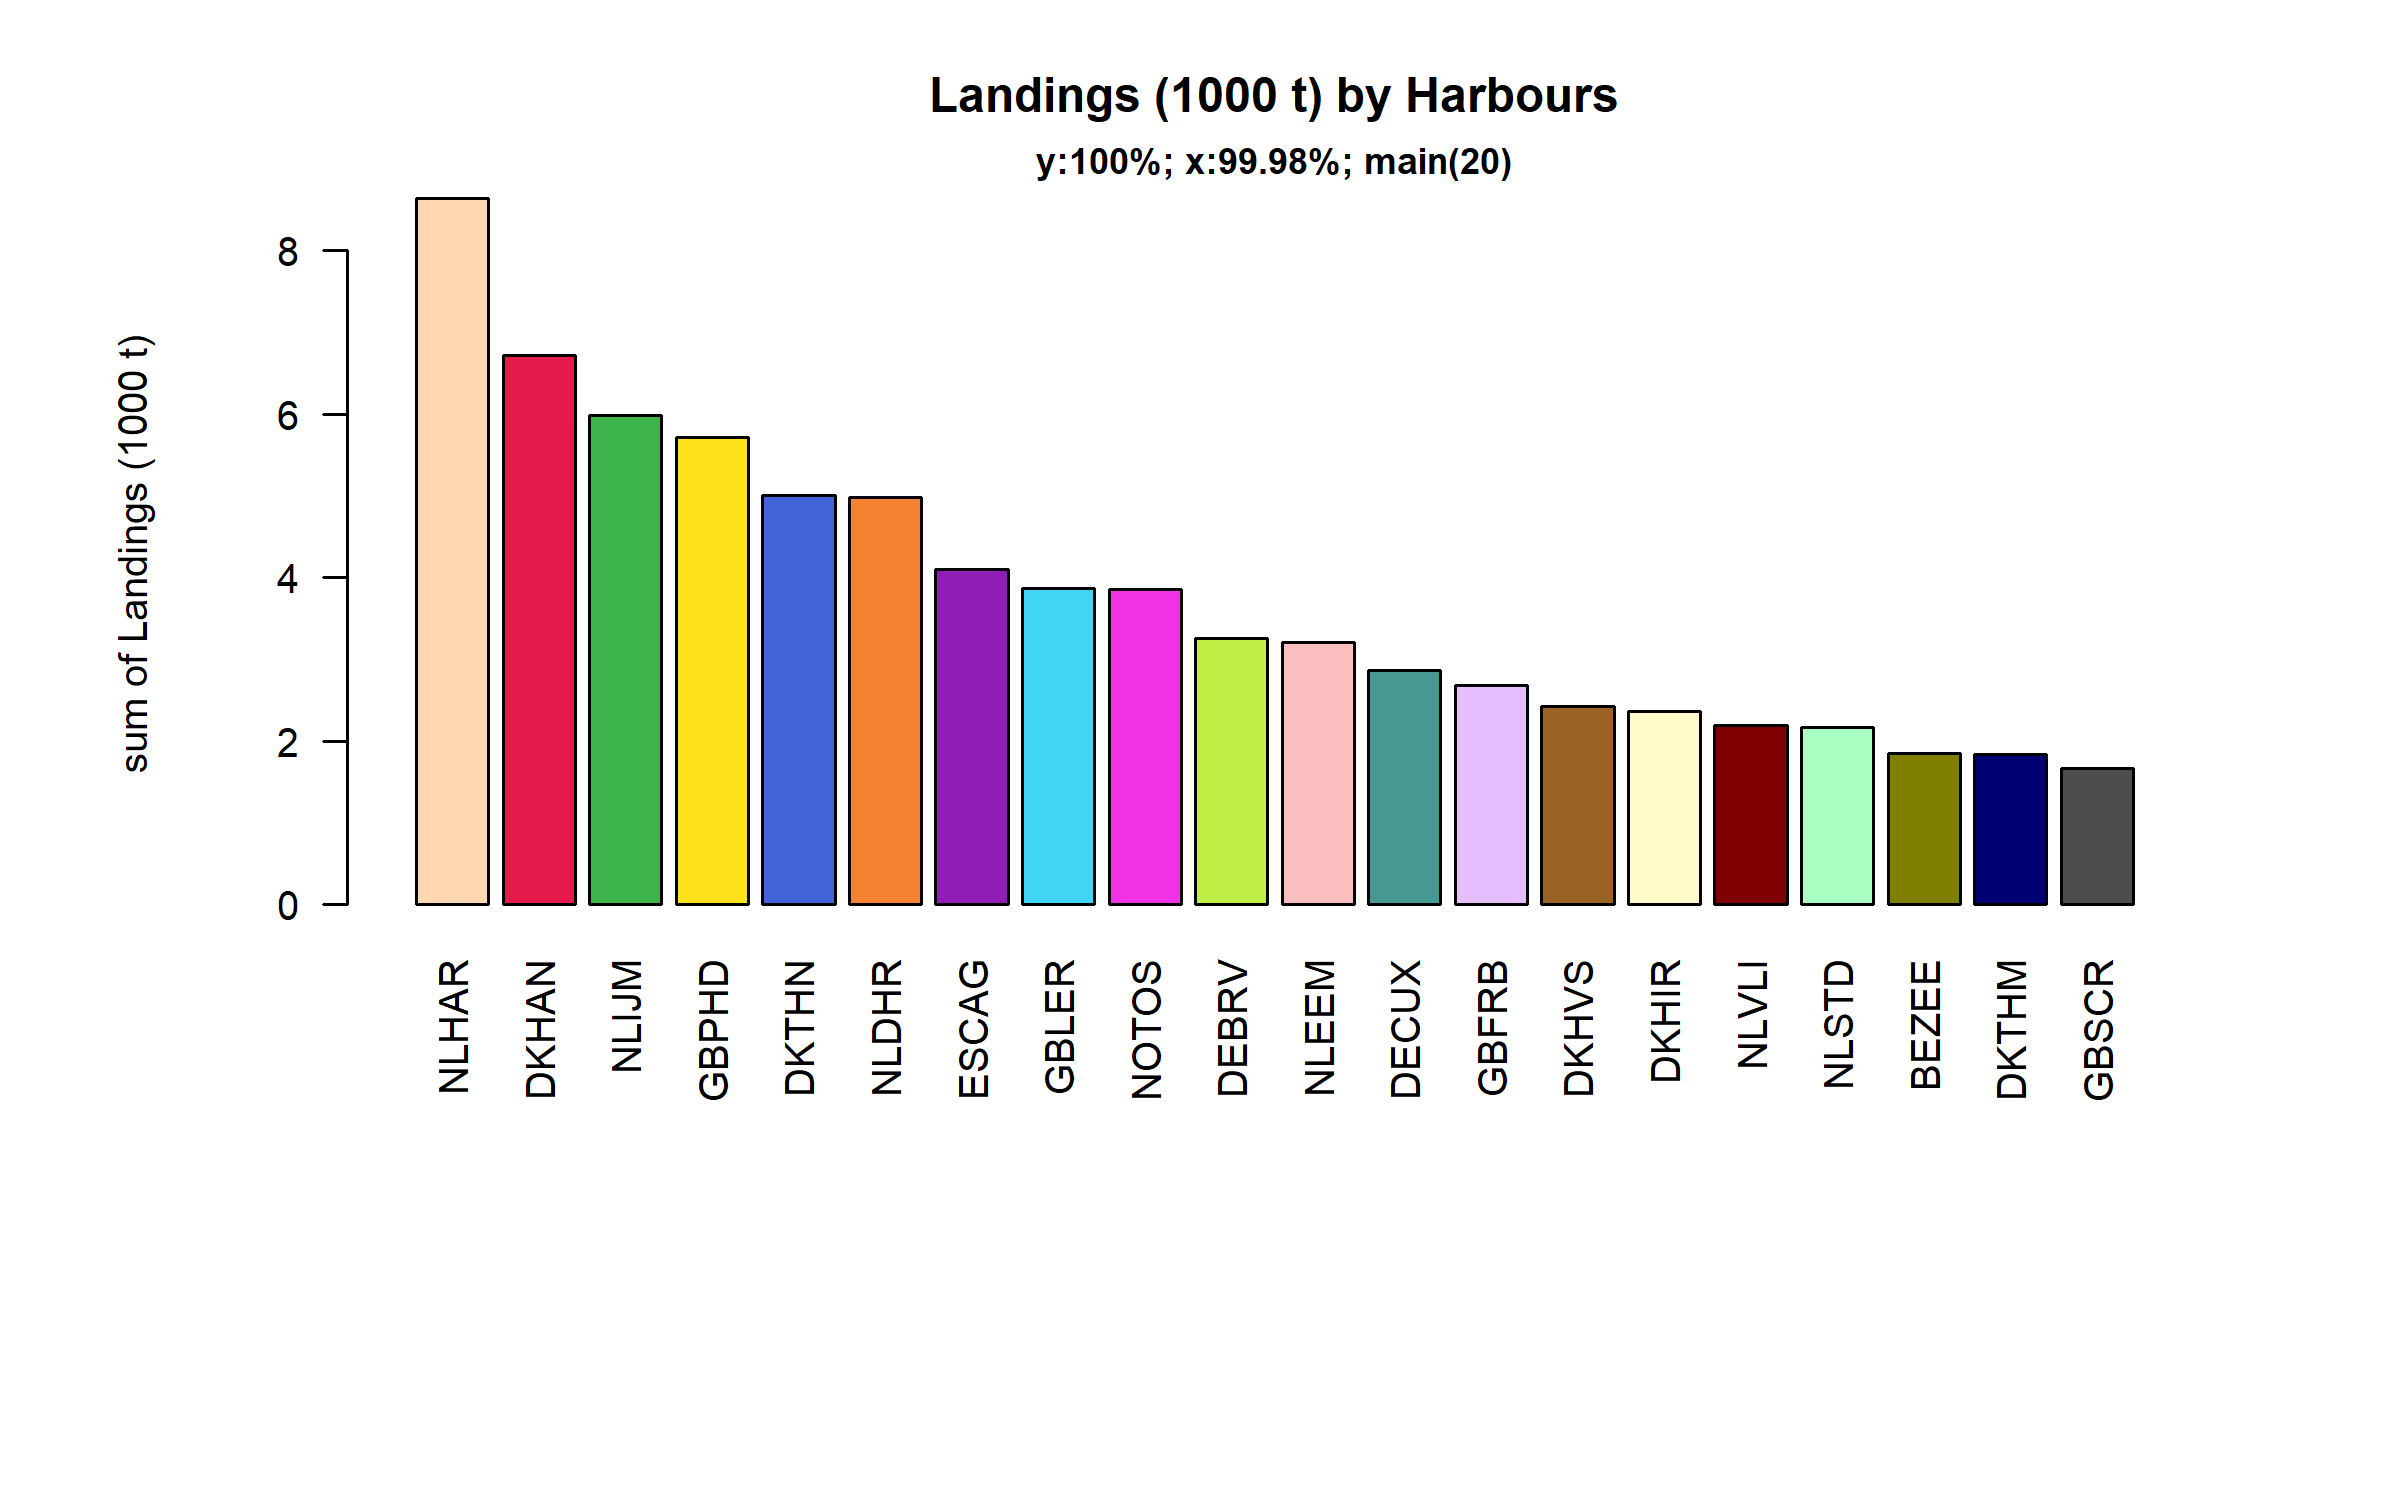 Landings (1000 t) by Harbours
y:100%; x:99.98%; main(20)
sum of Landings (1000 t)
8
6
4
2
0
NLHAR
DKHAN
NLIJM
GBPHD
DKTHN
NLDHR
ESCAG
GBLER
NOTOS
DEBRV
NLEEM
DECUX
GBFRB
DKHVS
DKHIR
NLVLI
NLSTD
BEZEE
DKTHM
GBSCR